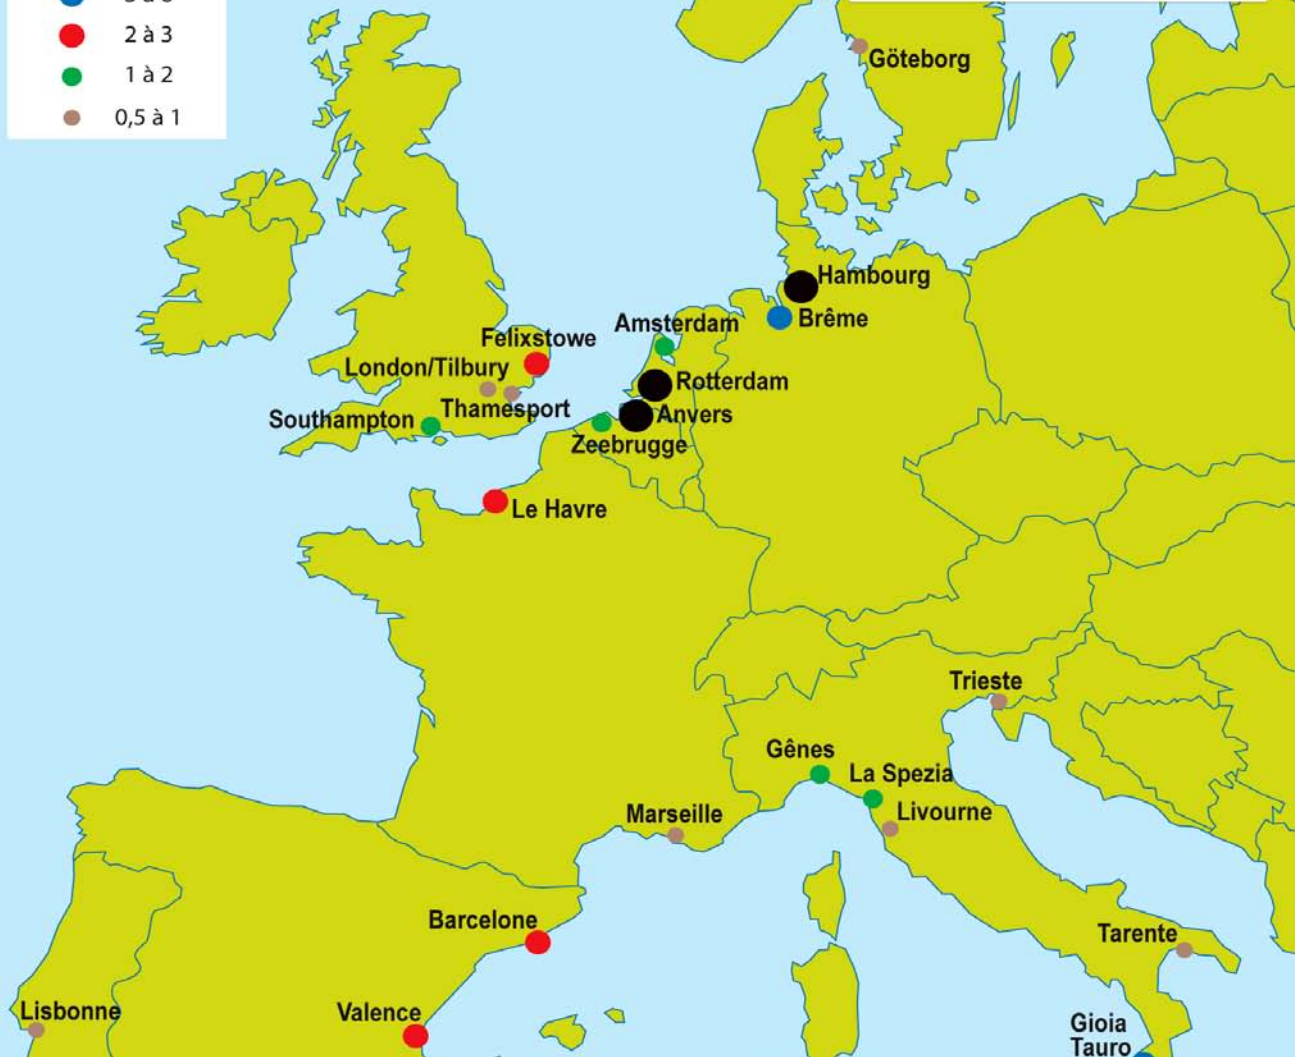 2 à 3
1 à 2
0,5 à 1
Göteborg
Hambourg
Brême
Amsterdam
Felixstowe
London/Tilbury
Rotterdam
Thamesport
Anvers
Southampton
Zeebrugge
Le Havre
Trieste
Gênes
La Spezia
Marseille
Livourne
Barcelone
Tarente
Lisbonne
Valence
Gioia
Tauro